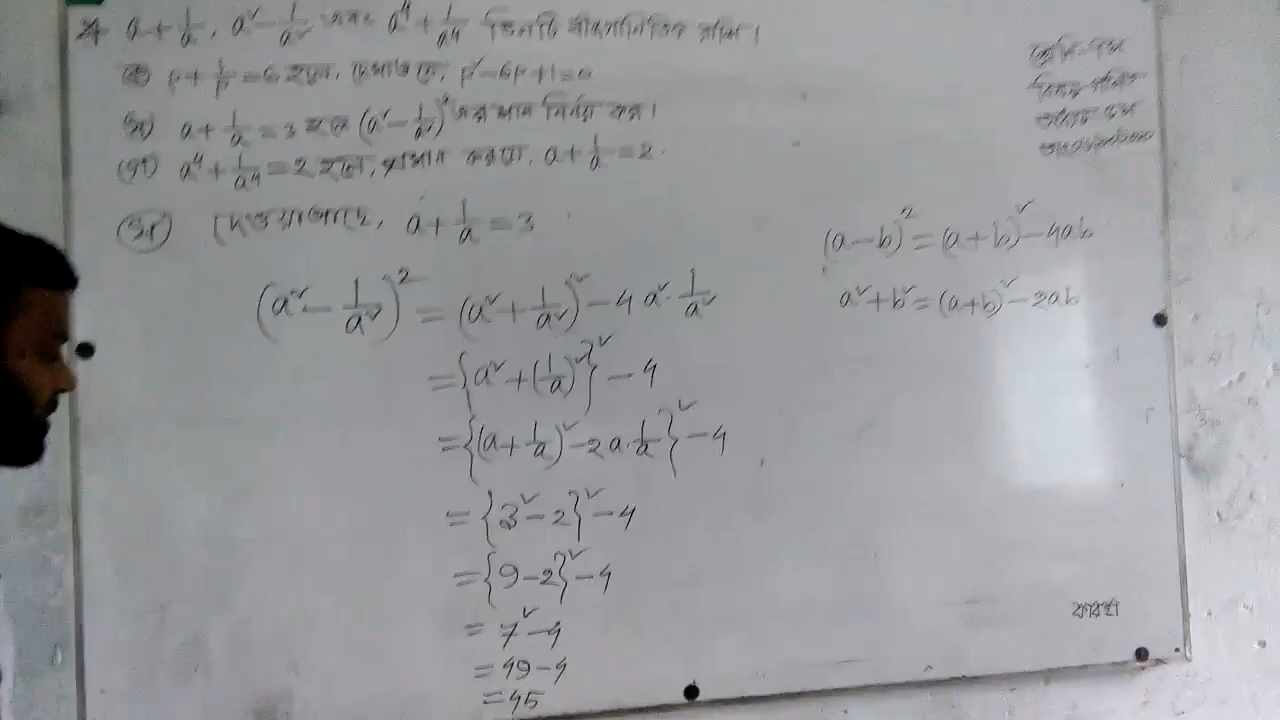 * a + 1/a, a² - 1/a² এবং a⁴ + 1/a⁴ তিনটি বীজগাণিতিক রাশি।
(ক) p + 1/p = 6 হলে, দেখাও যে, p² - 6p + 1 = 0
(খ) a + 1/a = 3 হলে (a² - 1/a²)² এর মান নির্ণয় কর।
(গ) a⁴ + 1/a⁴ = 2 হলে, প্রমাণ কর যে, a + 1/a = 2.
(খ) দেওয়া আছে, a + 1/a = 3
(a² - 1/a²)² = (a² + 1/a²)² - 4 a² · 1/a²
= {a² + (1/a)²}² - 4
= {(a + 1/a)² - 2a · 1/a}² - 4
= {3² - 2}² - 4
= {9 - 2}² - 4
= 7² - 4
= 49 - 4
= 45
(a - b)² = (a + b)² - 4ab
a² + b² = (a + b)² - 2ab